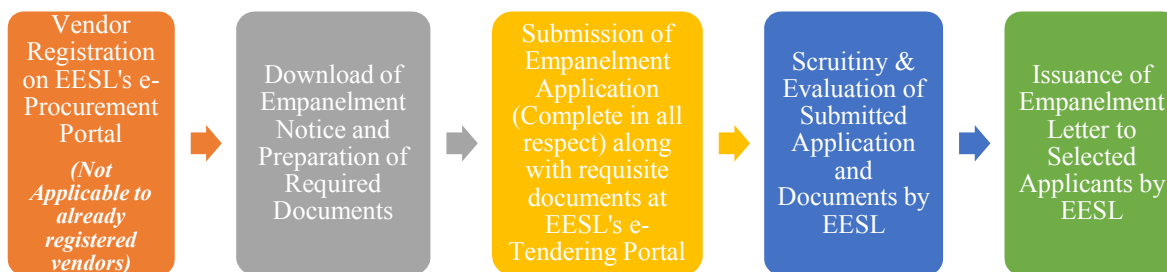 Vendor
Registration
on EESL's e-
Procurement
Portal
(Not
Applicable to
already
registered
vendors)
Download of
Empanelment
Notice and
Preparation of
Required
Documents
Submission of
Empanelment
Application
(Complete in all
respect) along
with requisite
documents at
EESL's e-
Tendering Portal
Scrutiny &
Evaluation of
Submitted
Application
and
Documents by
EESL
Issuance of
Empanelment
Letter to
Selected
Applicants by
EESL